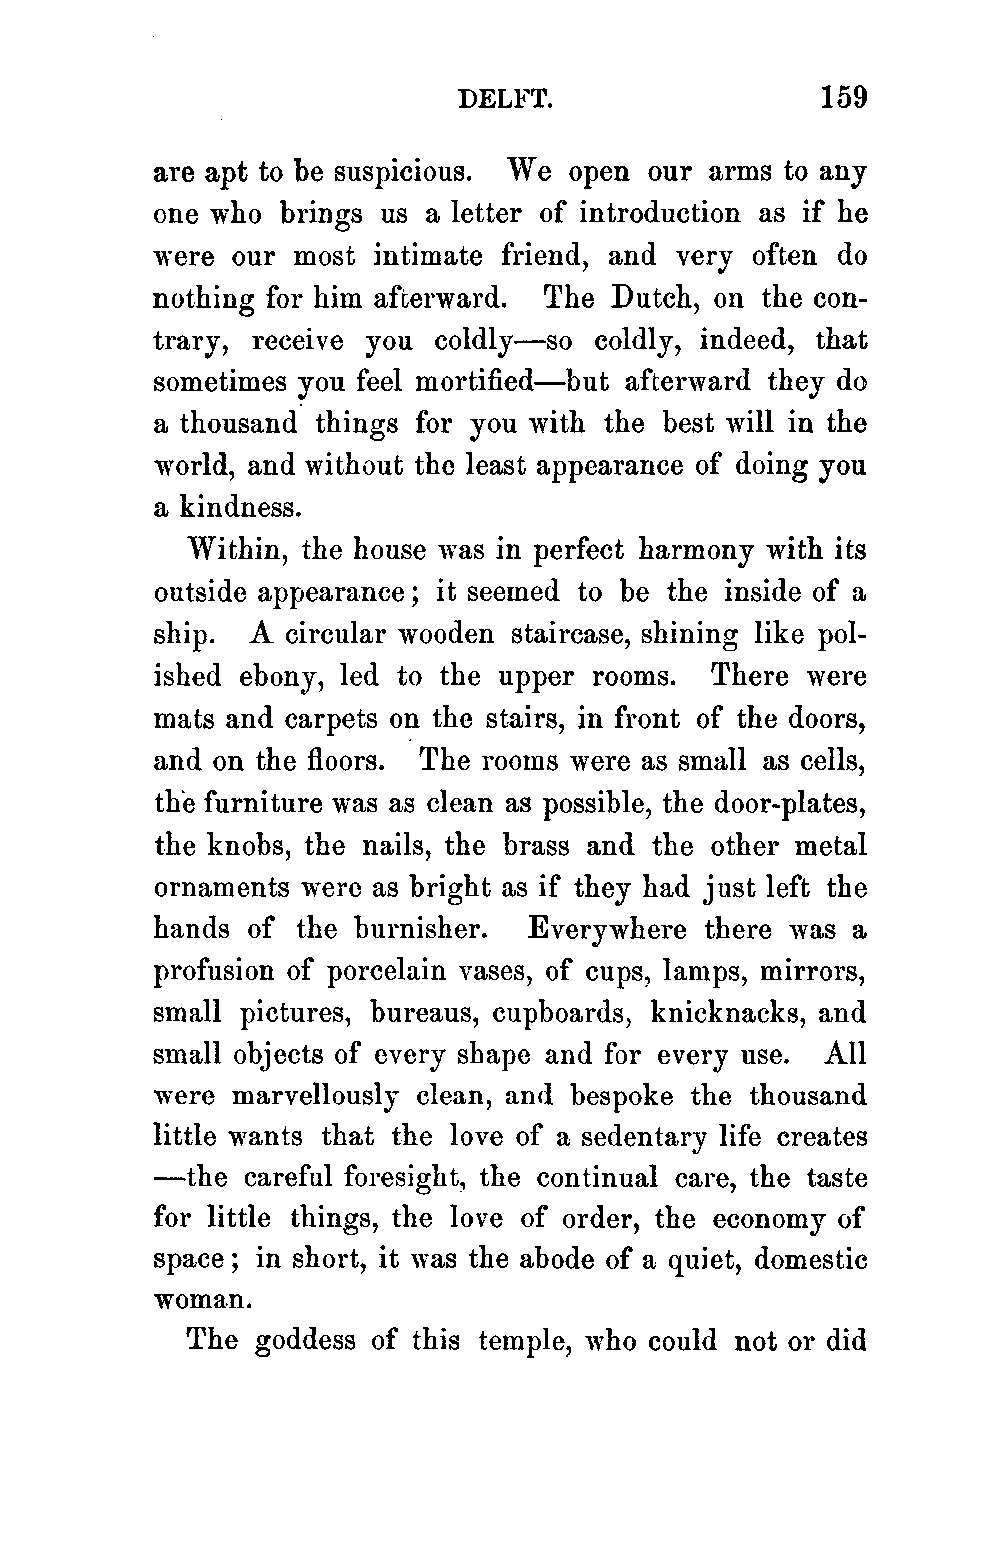 DELFT. 159
are apt to be suspicious. We open our arms to any
one who brings us a letter of introduction as if he
were our most intimate friend, and very often do
nothing for him afterward. The Dutch, on the con-
trary, receive you coldly—so coldly, indeed, that
sometimes you feel mortified—but afterward they do
a thousand things for you with the best will in the
world, and without the least appearance of doing you
a kindness.
Within, the house was in perfect harmony with its
outside appearance; it seemed to be the inside of a
ship. A circular wooden staircase, shining like pol-
ished ebony, led to the upper rooms. There were
mats and carpets on the stairs, in front of the doors,
and on the floors. The rooms were as small as cells,
the furniture was as clean as possible, the door-plates,
the knobs, the nails, the brass and the other metal
ornaments were as bright as if they had just left the
hands of the burnisher. Everywhere there was a
profusion of porcelain vases, of cups, lamps, mirrors,
small pictures, bureaus, cupboards, knicknacks, and
small objects of every shape and for every use. All
were marvellously clean, and bespoke the thousand
little wants that the love of a sedentary life creates
—the careful foresight, the continual care, the taste
for little things, the love of order, the economy of
space; in short, it was the abode of a quiet, domestic
woman.
The goddess of this temple, who could not or did